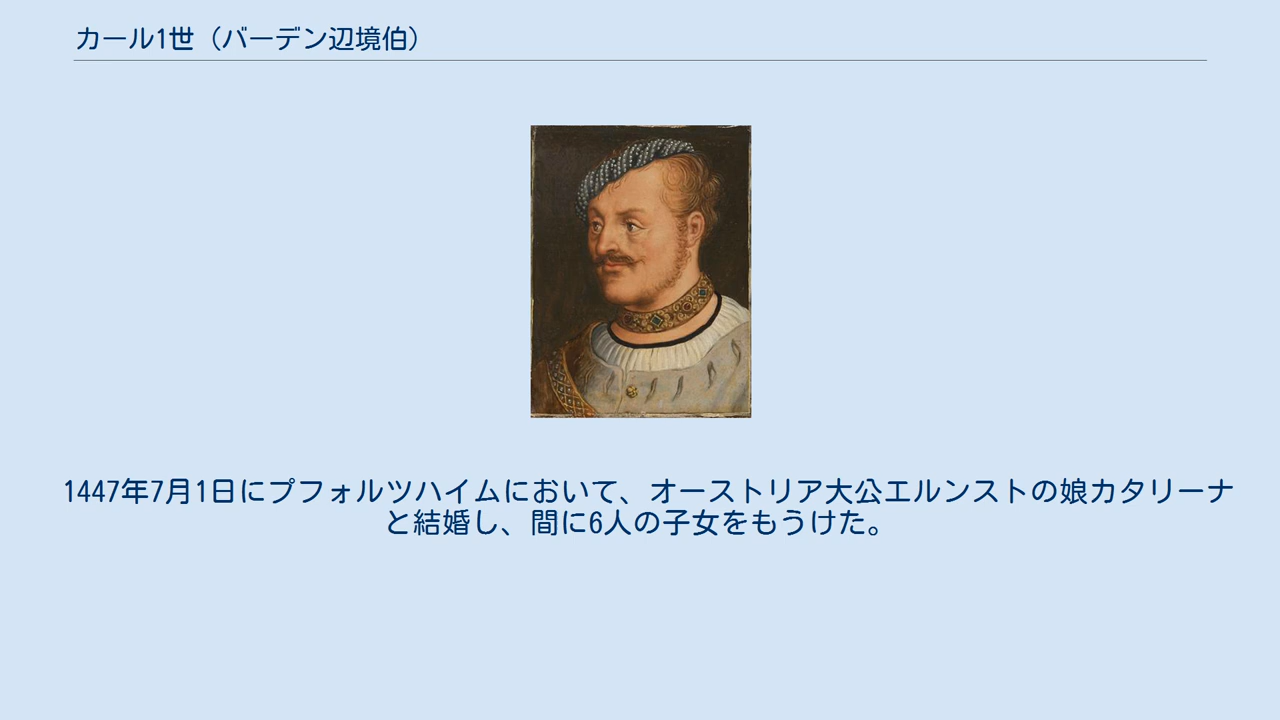 カール1世（バーデン辺境伯）
1447年7月1日にプフォルツハイムにおいて、オーストリア大公エルンストの娘カタリーナ
と結婚し、間に6人の子女をもうけた。